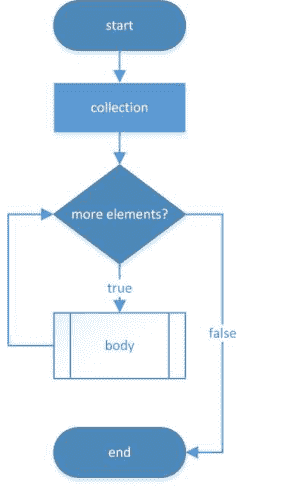 start
collection
more elements?
true
body
false
end